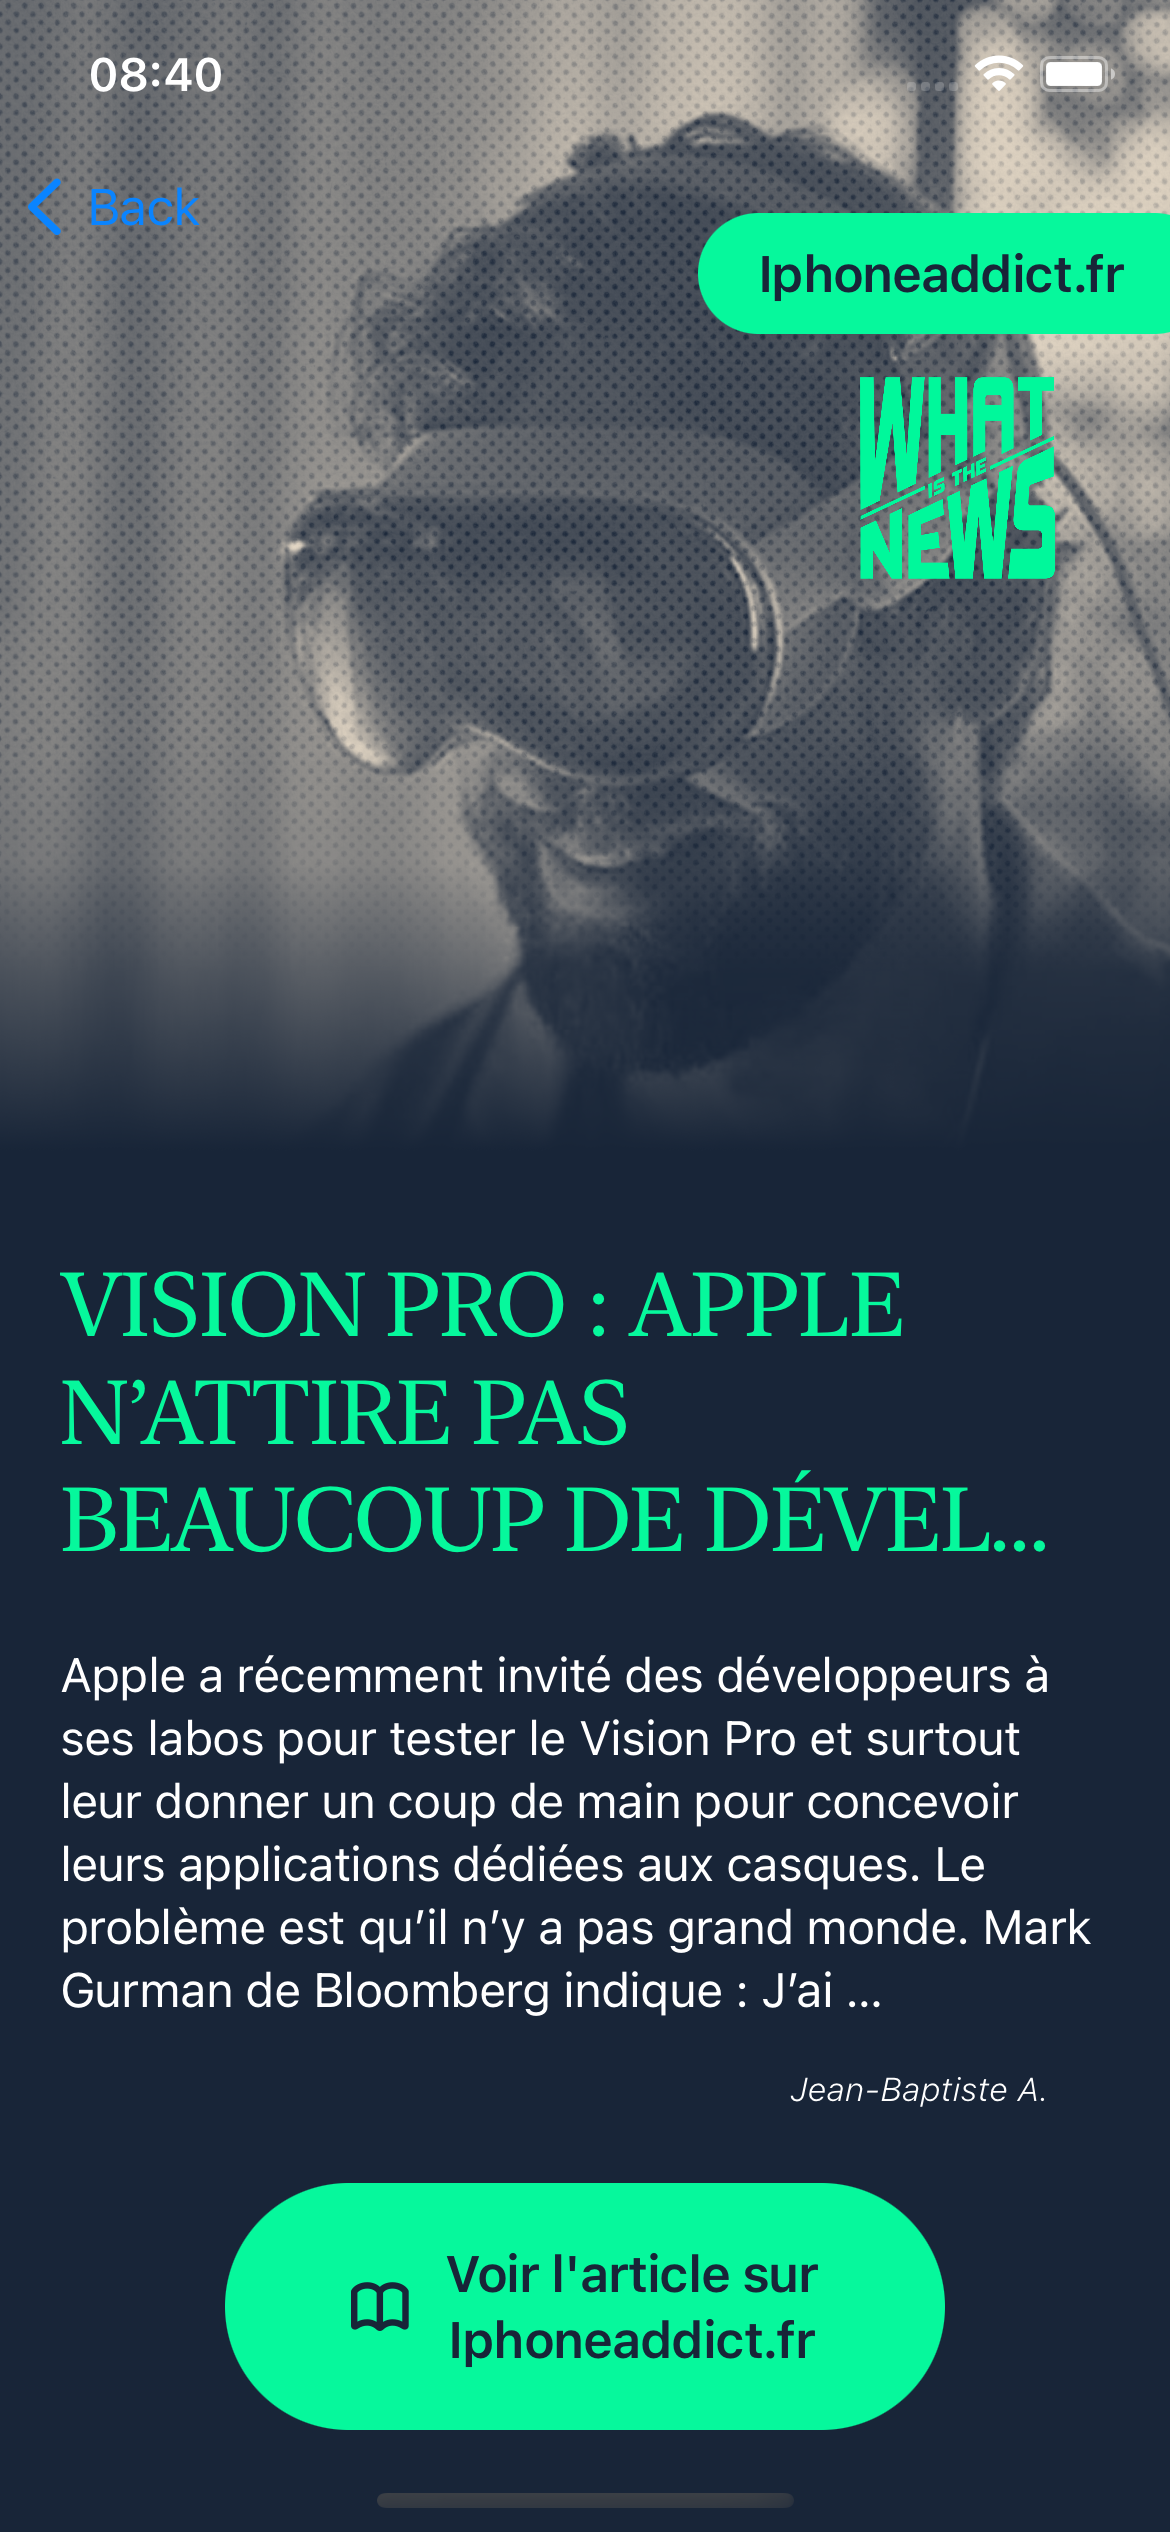 08:40
Back
Iphoneaddict.fr
WHAT
IS THE
NEWS
VISION PRO : APPLE
N’ATTIRE PAS
BEAUCOUP DE DÉVEL...
Apple a récemment invité des développeurs à
ses labos pour tester le Vision Pro et surtout
leur donner un coup de main pour concevoir
leurs applications dédiées aux casques. Le
problème est qu’il n’y a pas grand monde. Mark
Gurman de Bloomberg indique : J’ai ...
Jean-Baptiste A.
Voir l'article sur
Iphoneaddict.fr